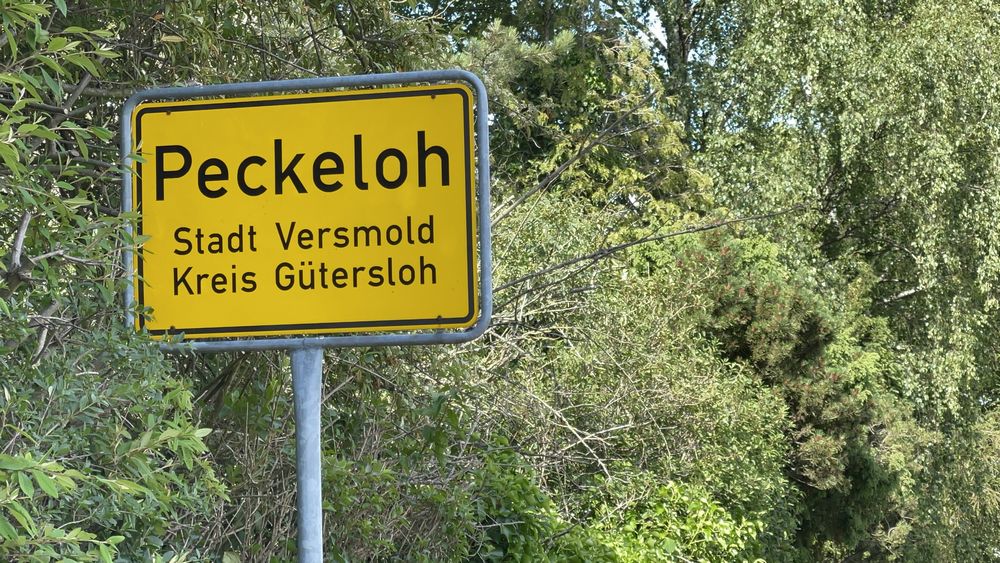 Peckeloh
Stadt Versmold
Kreis Gütersloh